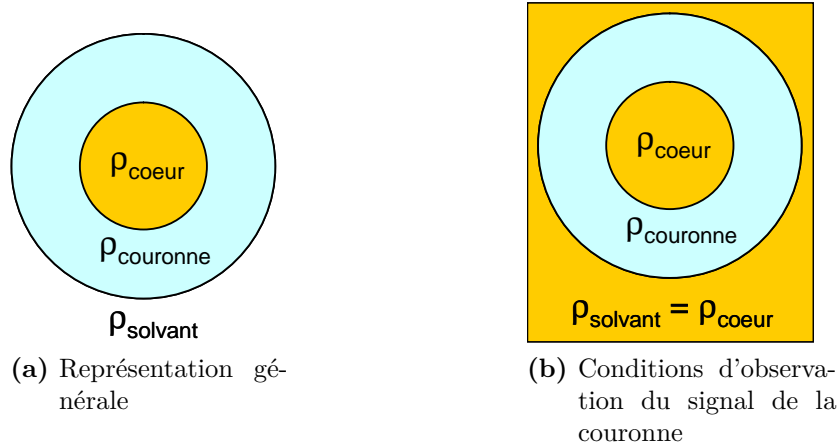 ρcoeur
ρcouronne
ρsolvant
(a) Représentation gé-
nérale
ρcoeur
ρcouronne
ρsolvant = ρcoeur
(b) Conditions d'observa-
tion du signal de la
couronne